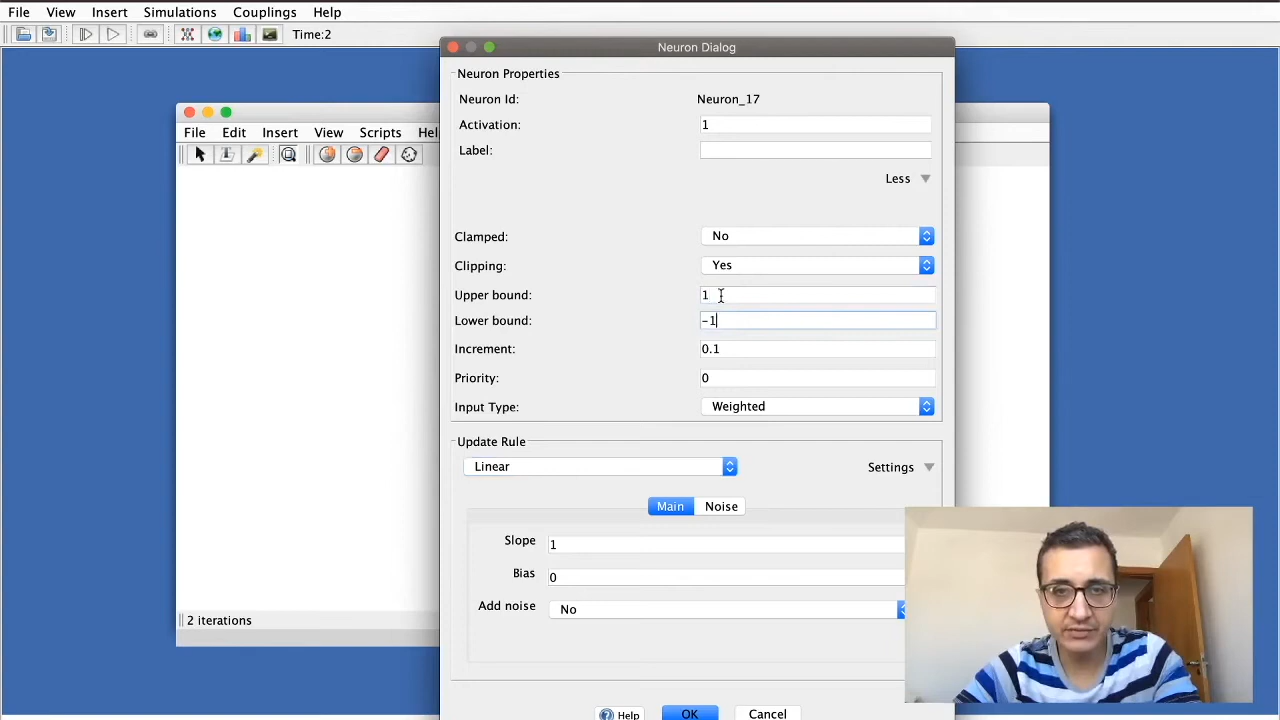 File View Insert Simulations Couplings Help
Time:2
Neuron Dialog
File Edit Insert View Scripts Hel
Neuron Properties
Neuron Id: Neuron_17
Activation: 1
Label:
Less
Clamped: No
Clipping: Yes
Upper bound: 1
Lower bound: -1
Increment: 0.1
Priority: 0
Input Type: Weighted
Update Rule
Linear Settings
Main Noise
Slope 1
Bias 0
Add noise No
2 iterations
Help OK Cancel